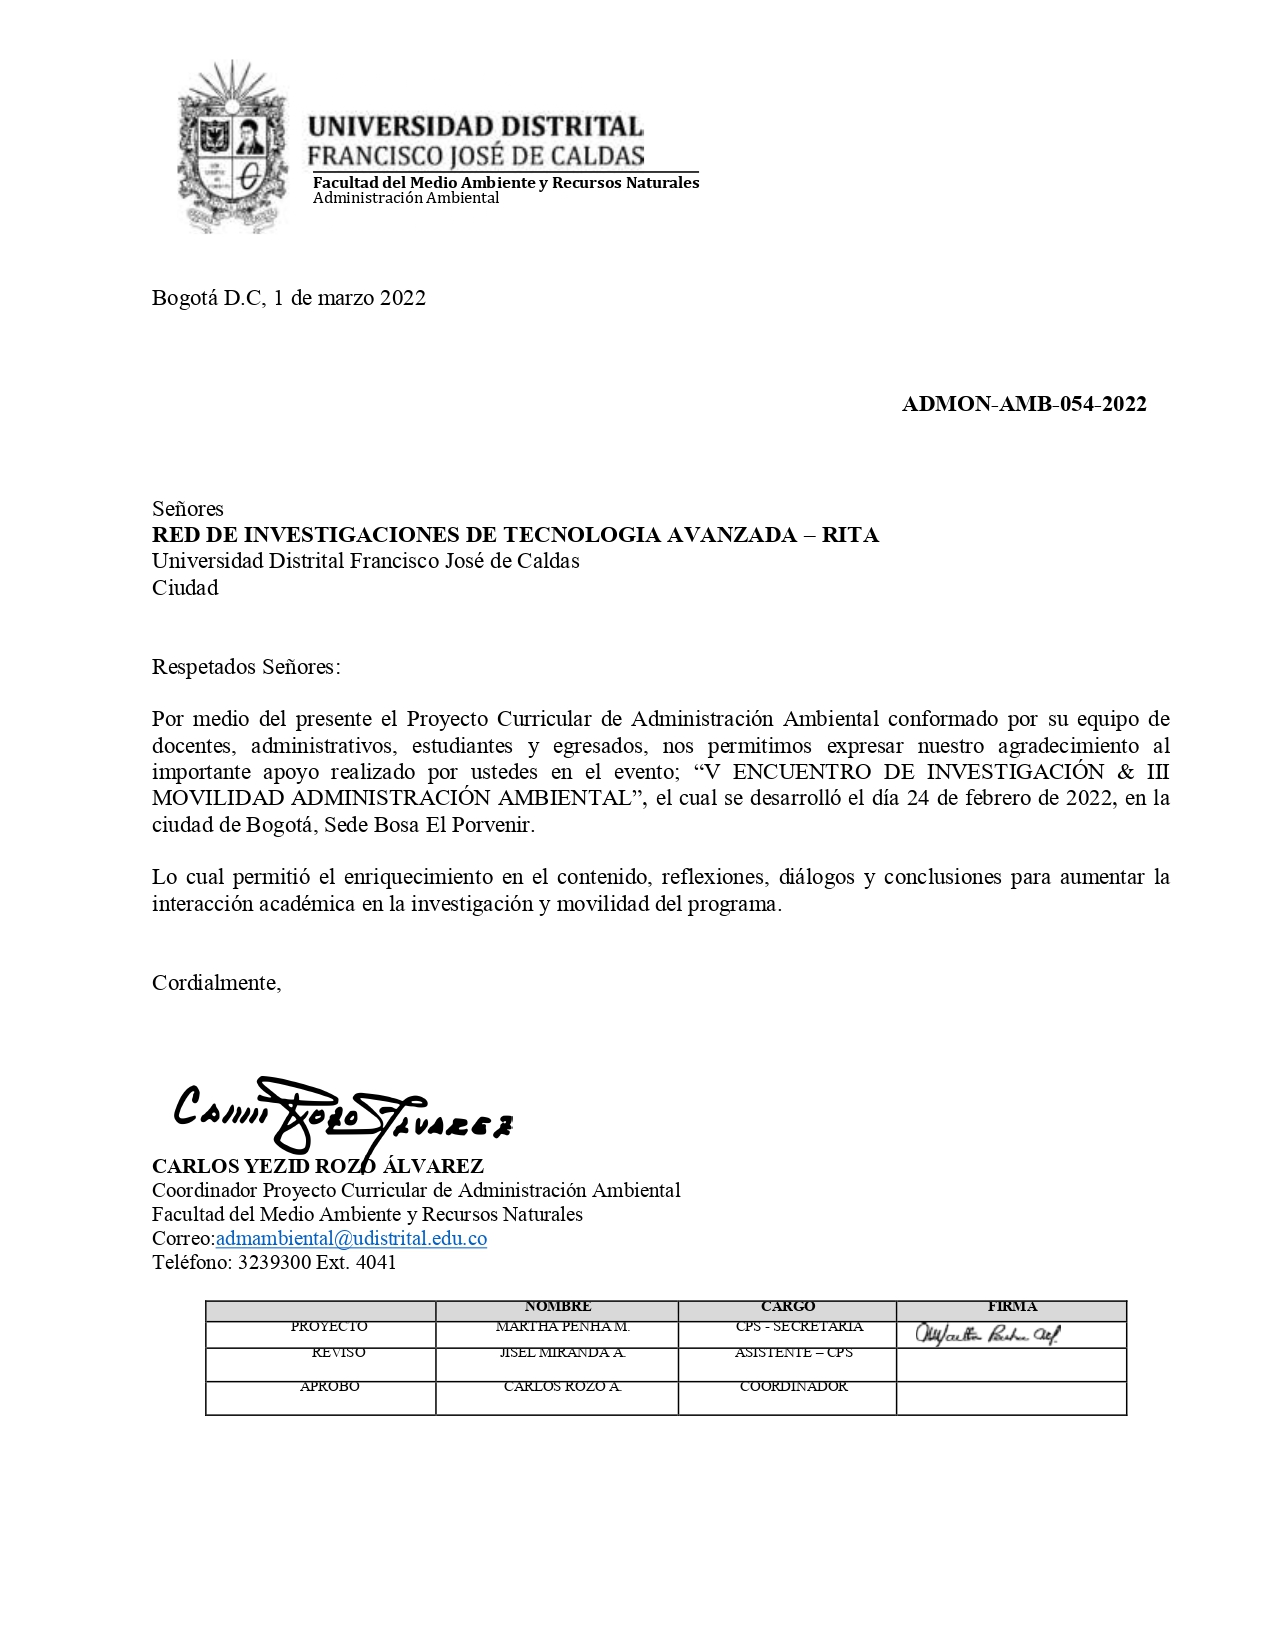 UNIVERSIDAD DISTRITAL
FRANCISCO JOSÉ DE CALDAS
Facultad del Medio Ambiente y Recursos Naturales
Administración Ambiental
Bogotá D.C, 1 de marzo 2022
ADMON-AMB-054-2022
Señores
RED DE INVESTIGACIONES DE TECNOLOGIA AVANZADA – RITA
Universidad Distrital Francisco José de Caldas
Ciudad
Respetados Señores:
Por medio del presente el Proyecto Curricular de Administración Ambiental conformado por su equipo de
docentes, administrativos, estudiantes y egresados, nos permitimos expresar nuestro agradecimiento al
importante apoyo realizado por ustedes en el evento; “V ENCUENTRO DE INVESTIGACIÓN & III
MOVILIDAD ADMINISTRACIÓN AMBIENTAL”, el cual se desarrolló el día 24 de febrero de 2022, en la
ciudad de Bogotá, Sede Bosa El Porvenir.
Lo cual permitió el enriquecimiento en el contenido, reflexiones, diálogos y conclusiones para aumentar la
interacción académica en la investigación y movilidad del programa.
Cordialmente,
CARLOS YEZID ROZO ÁLVAREZ
Coordinador Proyecto Curricular de Administración Ambiental
Facultad del Medio Ambiente y Recursos Naturales
Correo:admambiental@udistrital.edu.co
Teléfono: 3239300 Ext. 4041
NOMBRE CARGO FIRMA
PROYECTO MARTHA PENHA M. CPS - SECRETARIA
REVISO JISEL MIRANDA A. ASISTENTE – CPS
APROBO CARLOS ROZO A. COORDINADOR